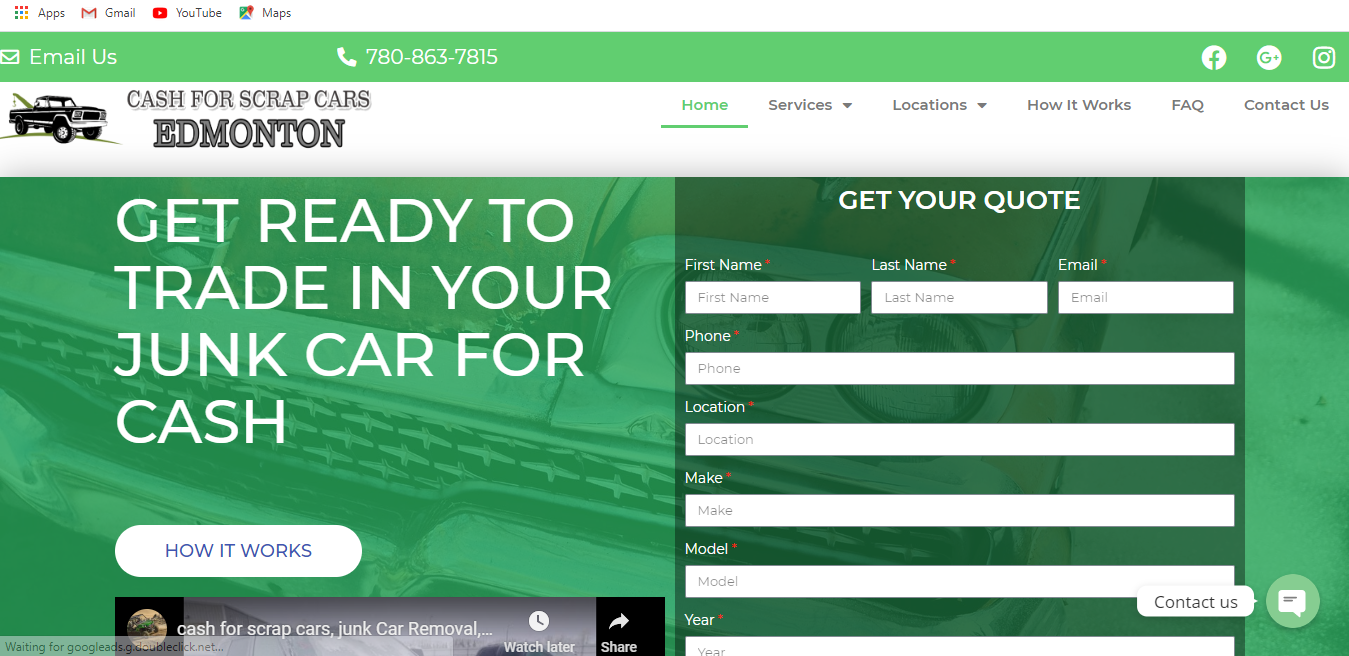 Apps Gmail YouTube Maps
Email Us 780-863-7815
CASH FOR SCRAP CARS
EDMONTON
Home Services Locations How It Works FAQ Contact Us
GET READY TO
TRADE IN YOUR
JUNK CAR FOR
CASH
HOW IT WORKS
cash for scrap cars, junk Car Removal,...
Watch later
Share
GET YOUR QUOTE
First Name * Last Name * Email *
First Name Last Name Email
Phone *
Phone
Location *
Location
Make *
Make
Model *
Model
Year *
Year
Contact us
Waiting for googleads.g.doubleclick.net...